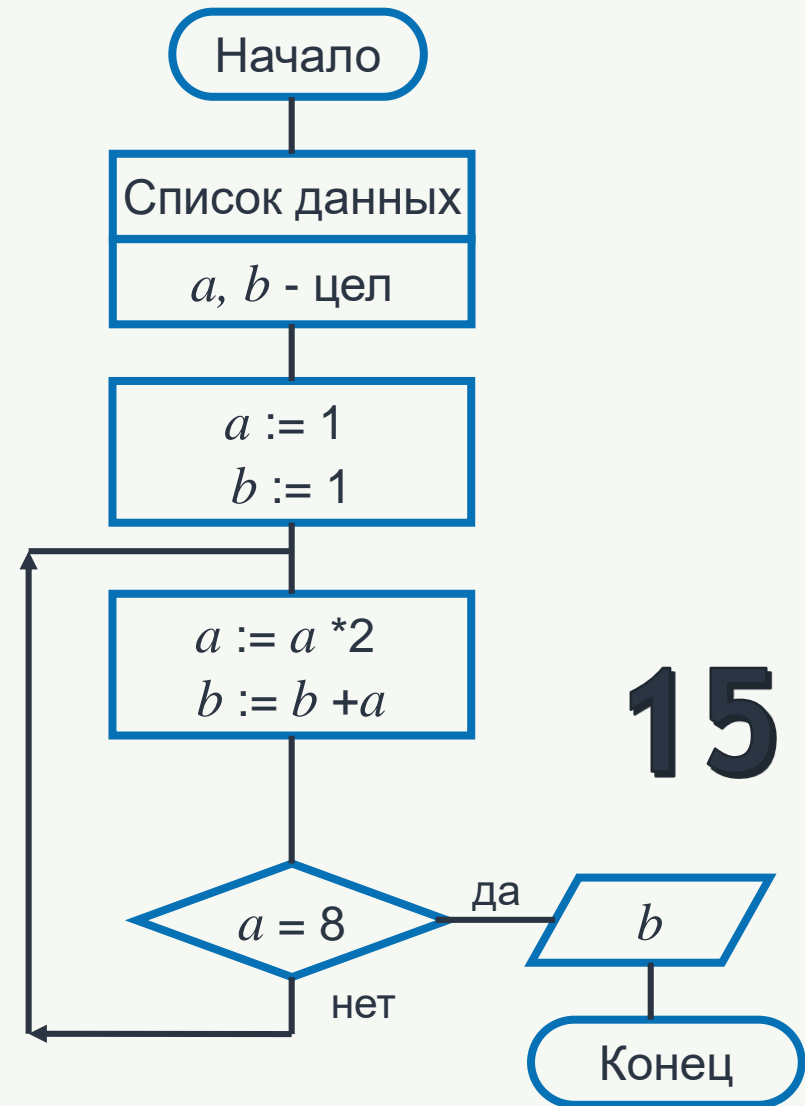 Начало
Список данных
a, b - цел
a := 1
b := 1
a := a *2
b := b +a
15
a = 8
да
b
нет
Конец